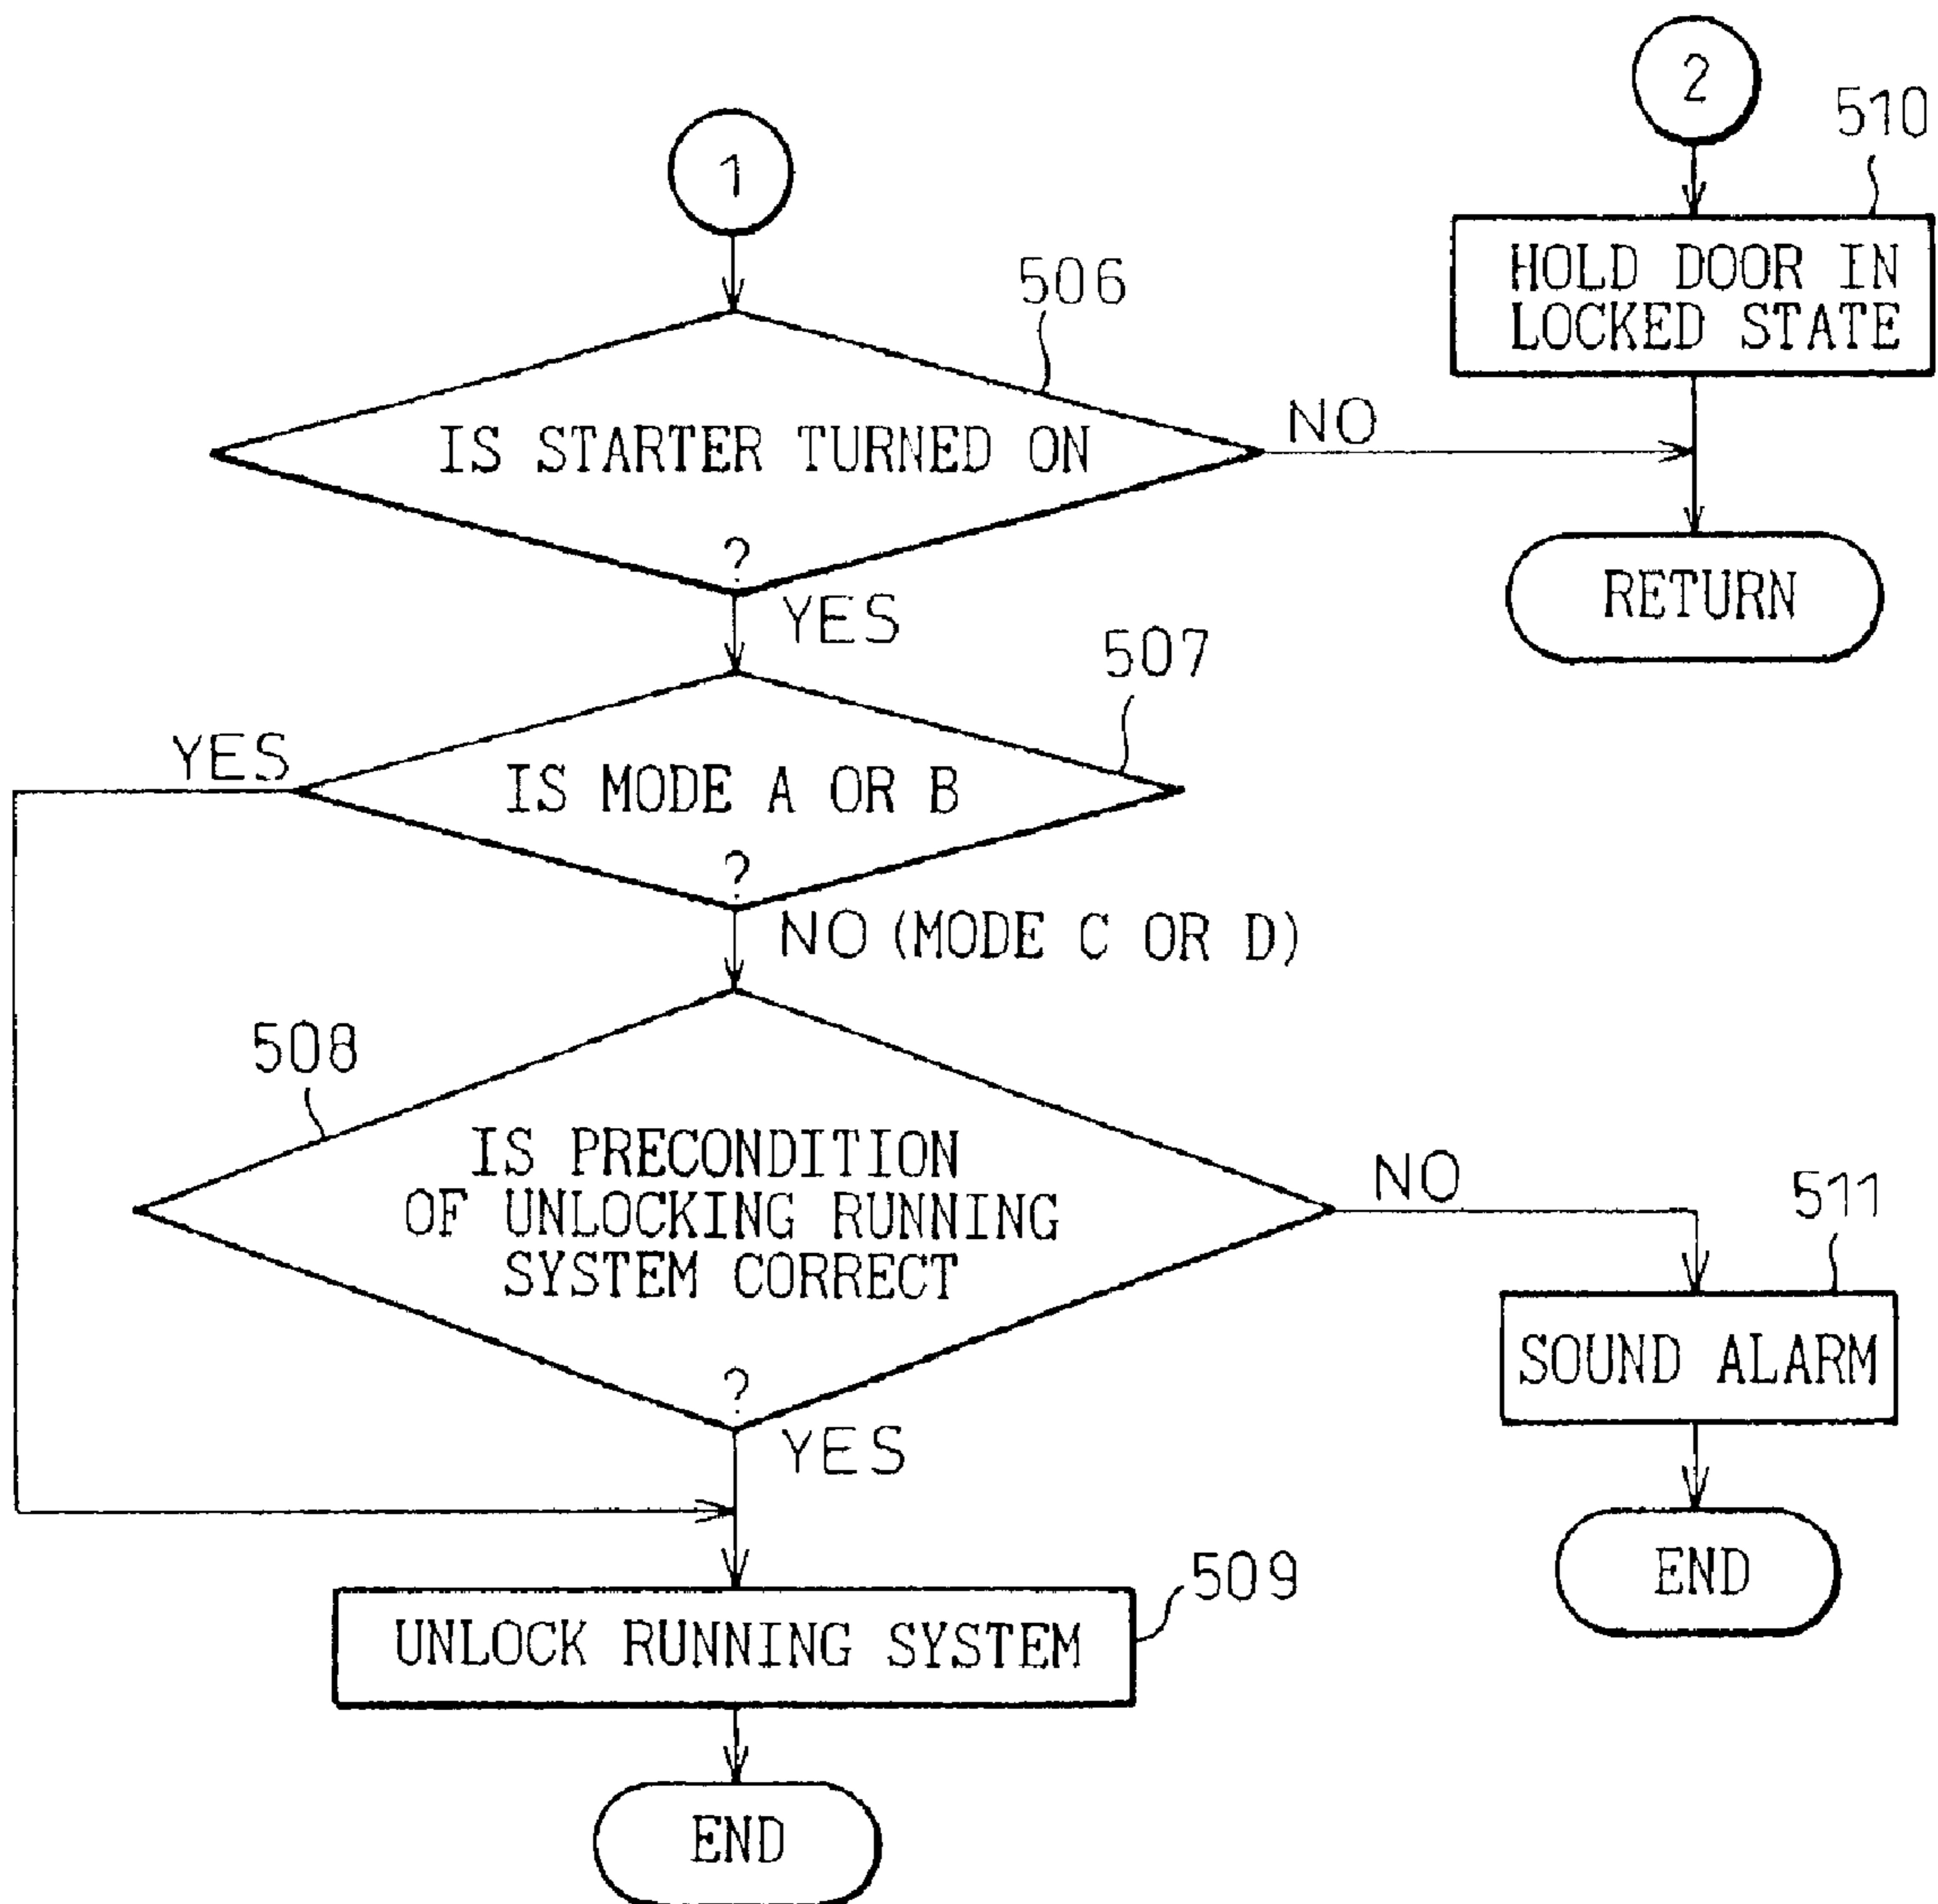 2
510
1
HOLD DOOR IN
LOCKED STATE
506
NO
IS STARTER TURNED ON
?
YES
RETURN
507
YES
IS MODE A OR B
?
NO (MODE C OR D)
508
IS PRECONDITION
OF UNLOCKING RUNNING
SYSTEM CORRECT
?
NO
511
SOUND ALARM
YES
END
509
UNLOCK RUNNING SYSTEM
END